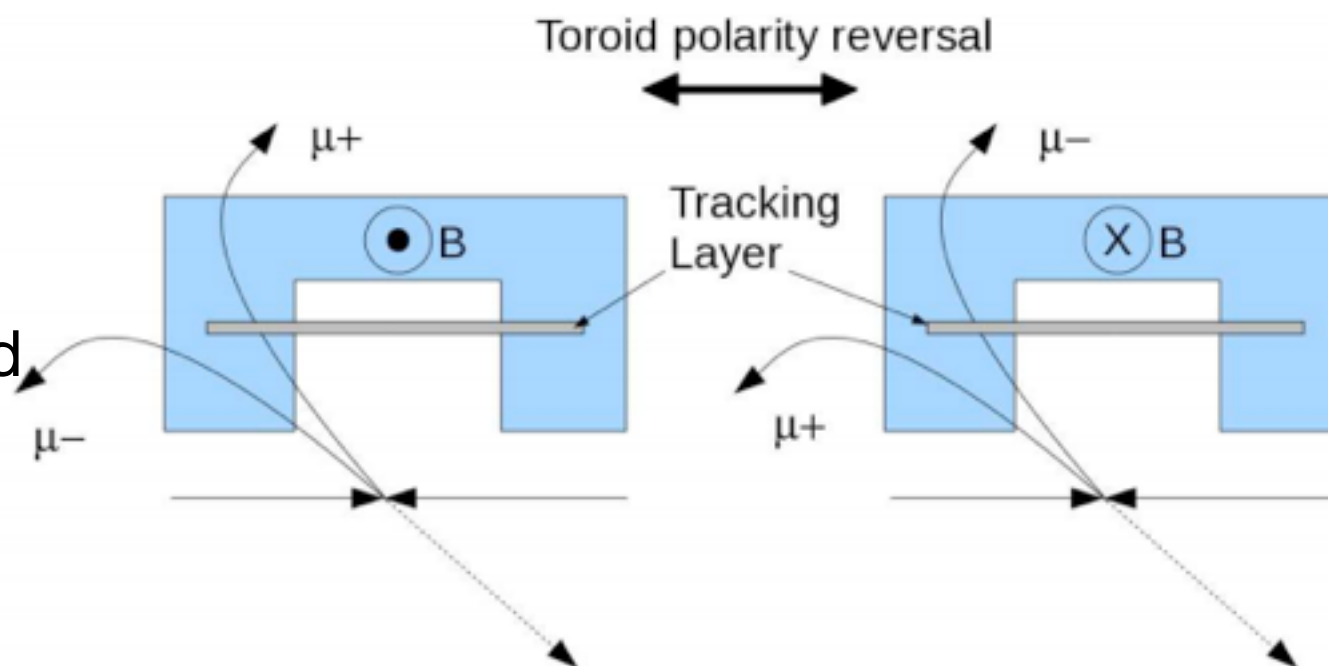 Toroid polarity reversal
μ+
μ−
B
Tracking
Layer
X B
d
μ−
μ+